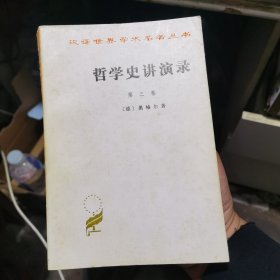 汉译世界学术名著丛书
哲学史讲演录
第二卷
〔德〕黑格尔著